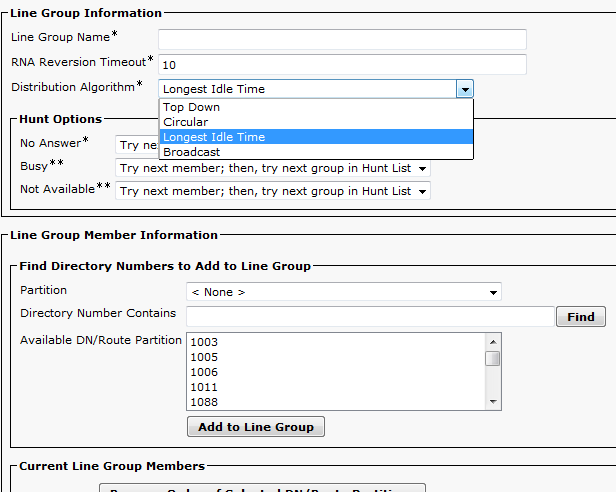 Line Group Information
Line Group Name*
RNA Reversion Timeout* 10
Distribution Algorithm* Longest Idle Time
Top Down
Circular
Longest Idle Time
Broadcast
Hunt Options
No Answer* Try
Busy** Try next member; then, try next group in Hunt List
Not Available** Try next member; then, try next group in Hunt List
Line Group Member Information
Find Directory Numbers to Add to Line Group
Partition < None >
Directory Number Contains Find
Available DN/Route Partition 1003
1005
1006
1011
1088
Add to Line Group
Current Line Group Members